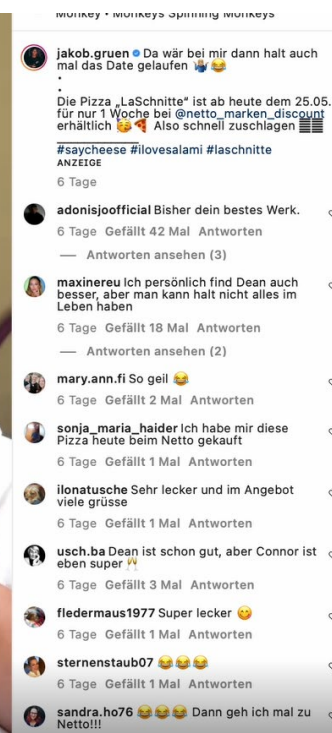 Monkey • Monkeys Spinning Monkeys
jakob.gruen Da wär bei mir dann halt auch
mal das Date gelaufen 🤷‍♂️😂
•
•
Die Pizza „LaSchnitte“ ist ab heute dem 25.05.
für nur 1 Woche bei @netto_marken_discount
erhältlich 🥳🍕 Also schnell zuschlagen
#saycheese #ilovesalami #laschnitte
ANZEIGE
6 Tage
adonisjoofficial Bisher dein bestes Werk.
6 Tage Gefällt 42 Mal Antworten
Antworten ansehen (3)
maxinereu Ich persönlich find Dean auch
besser, aber man kann halt nicht alles im
Leben haben
6 Tage Gefällt 18 Mal Antworten
Antworten ansehen (2)
mary.ann.fi So geil 😂
6 Tage Gefällt 2 Mal Antworten
sonja_maria_haider Ich habe mir diese
Pizza heute beim Netto gekauft
6 Tage Gefällt 1 Mal Antworten
ilonatusche Sehr lecker und im Angebot
viele grüsse
6 Tage Gefällt 1 Mal Antworten
usch.ba Dean ist schon gut, aber Connor ist
eben super 🥂
6 Tage Gefällt 3 Mal Antworten
fledermaus1977 Super lecker 😋
6 Tage Gefällt 1 Mal Antworten
sternenstaub07 😂😂😂
6 Tage Gefällt 1 Mal Antworten
sandra.ho76 😂😂😂 Dann geh ich mal zu
Netto!!!